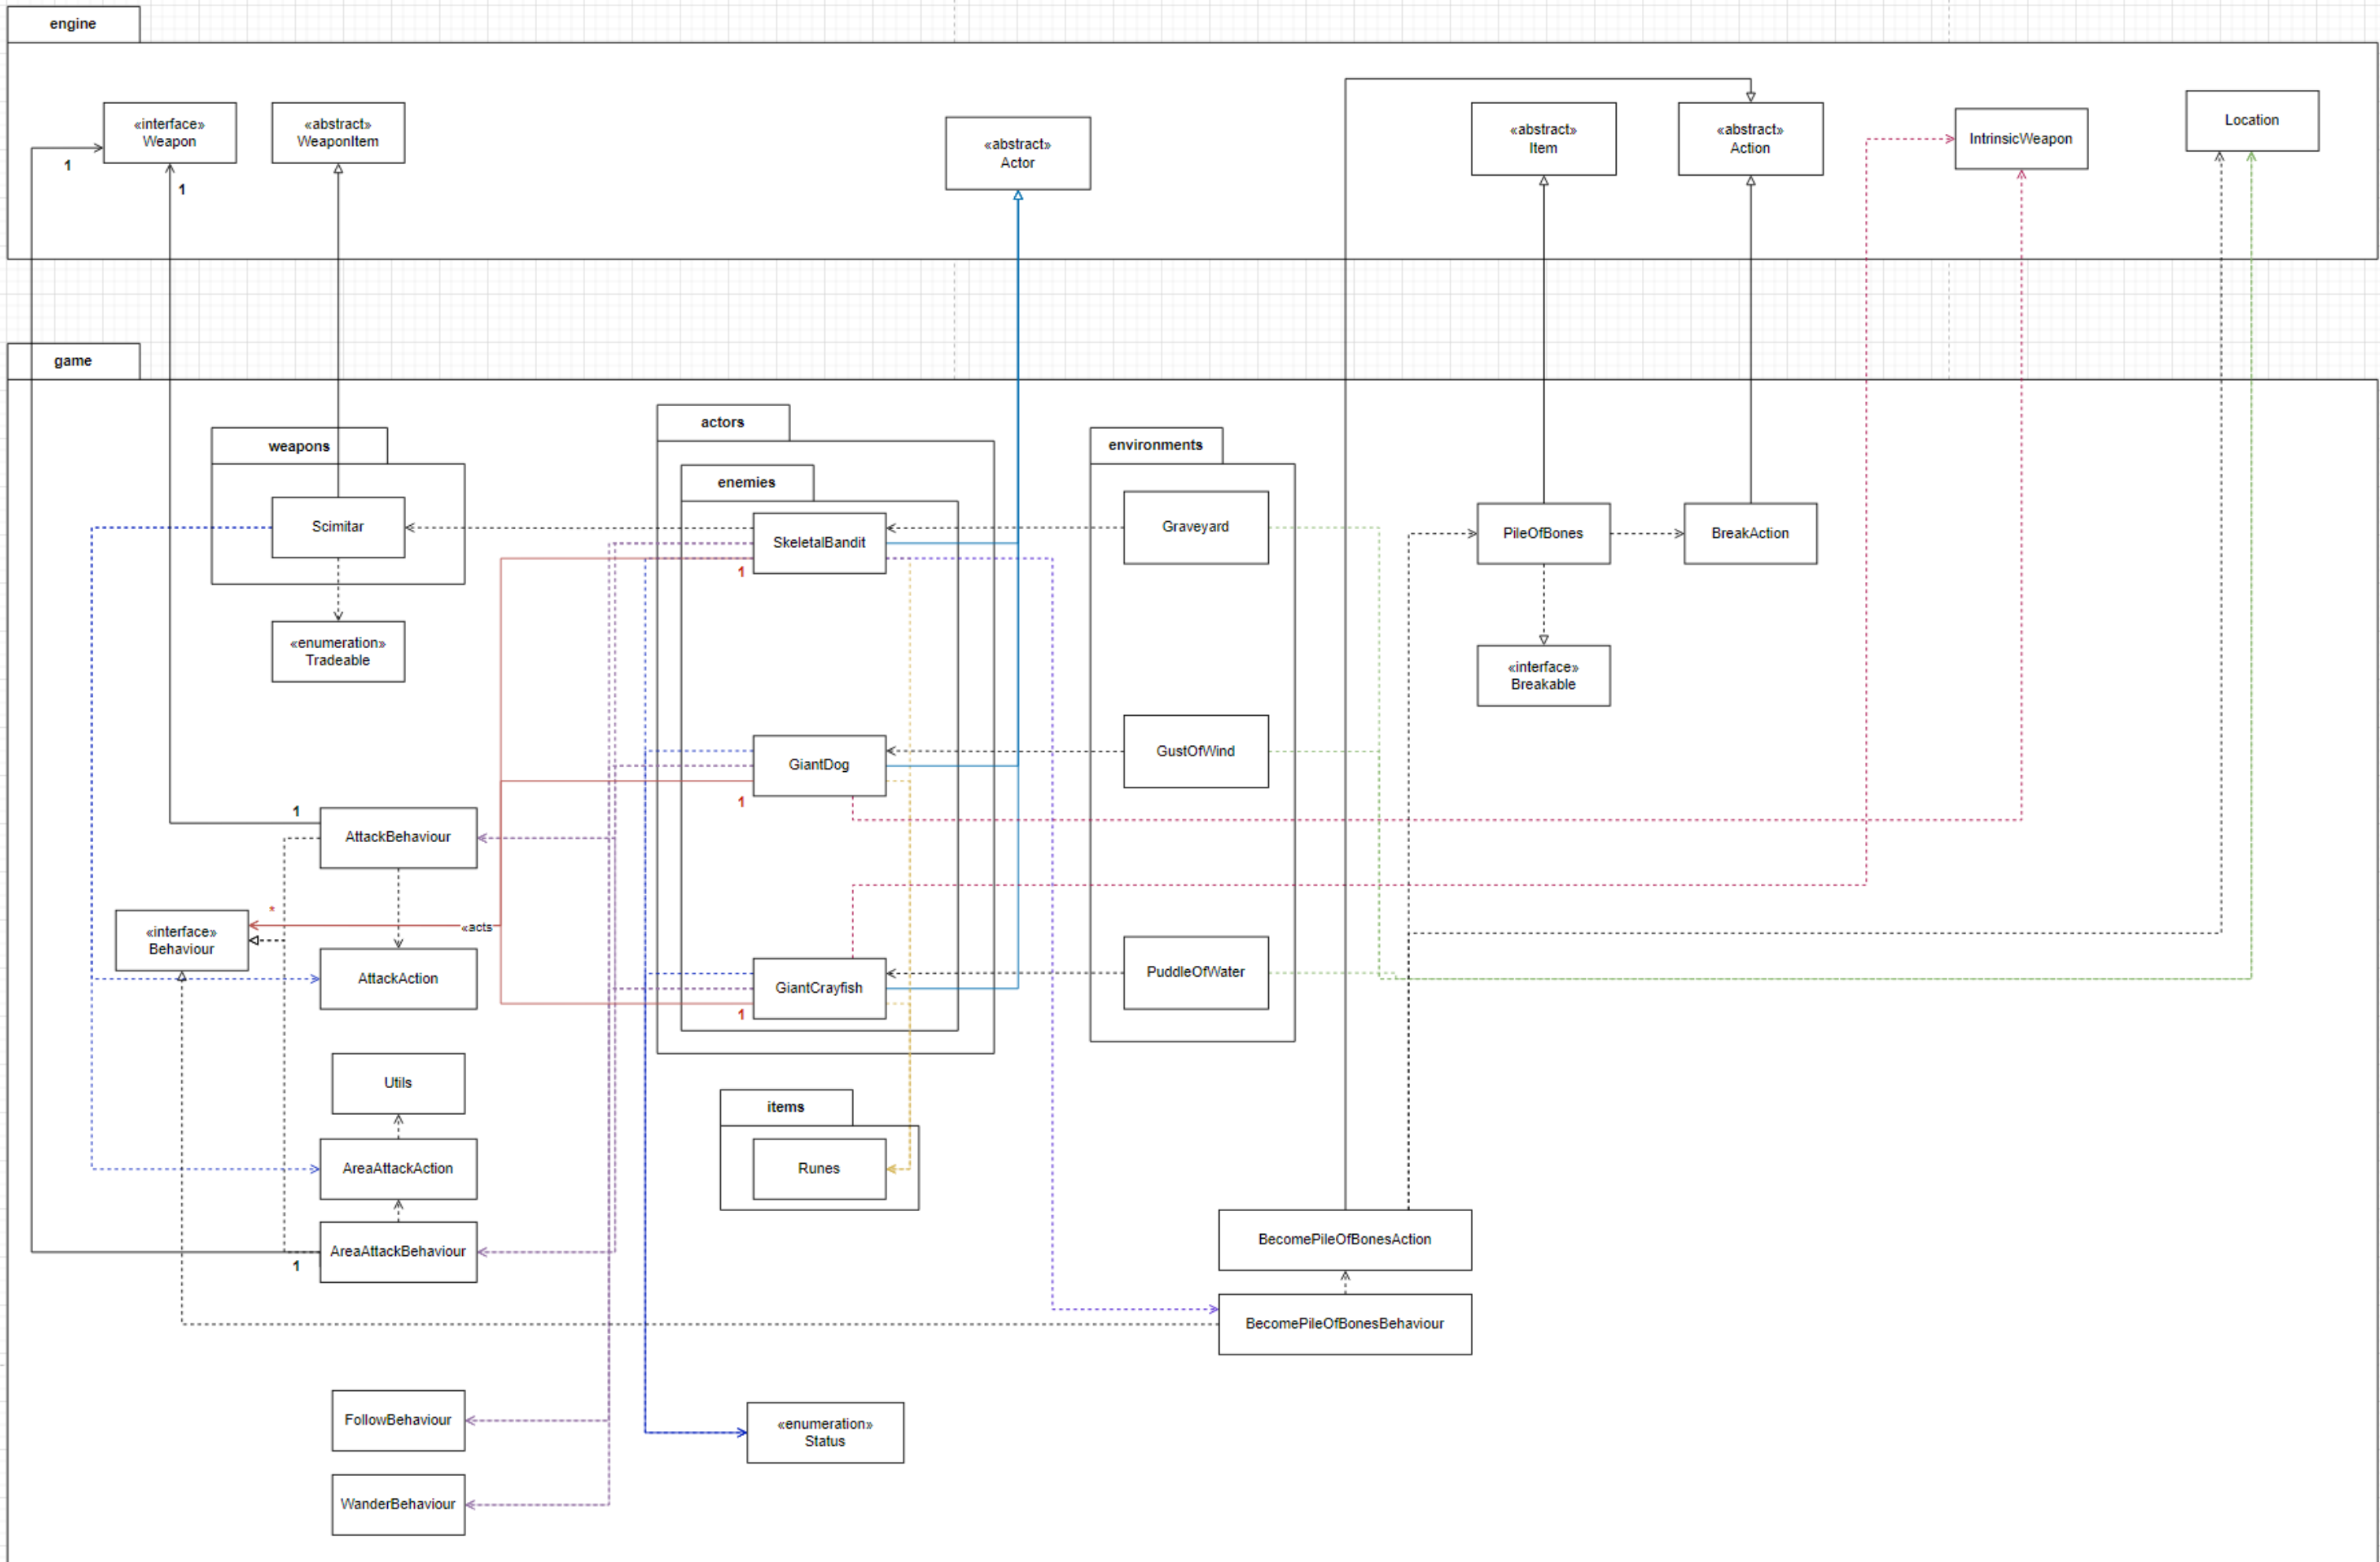 engine
«interface»
Weapon
«abstract»
WeaponItem
«abstract»
Actor
«abstract»
Item
«abstract»
Action
IntrinsicWeapon
Location
1
1
game
weapons
Scimitar
«enumeration»
Tradeable
actors
enemies
SkeletalBandit
1
GiantDog
1
GiantCrayfish
1
environments
Graveyard
GustOfWind
PuddleOfWater
PileOfBones
BreakAction
«interface»
Breakable
1
AttackBehaviour
*
«acts
«interface»
Behaviour
AttackAction
Utils
AreaAttackAction
AreaAttackBehaviour
1
items
Runes
BecomePileOfBonesAction
BecomePileOfBonesBehaviour
FollowBehaviour
«enumeration»
Status
WanderBehaviour